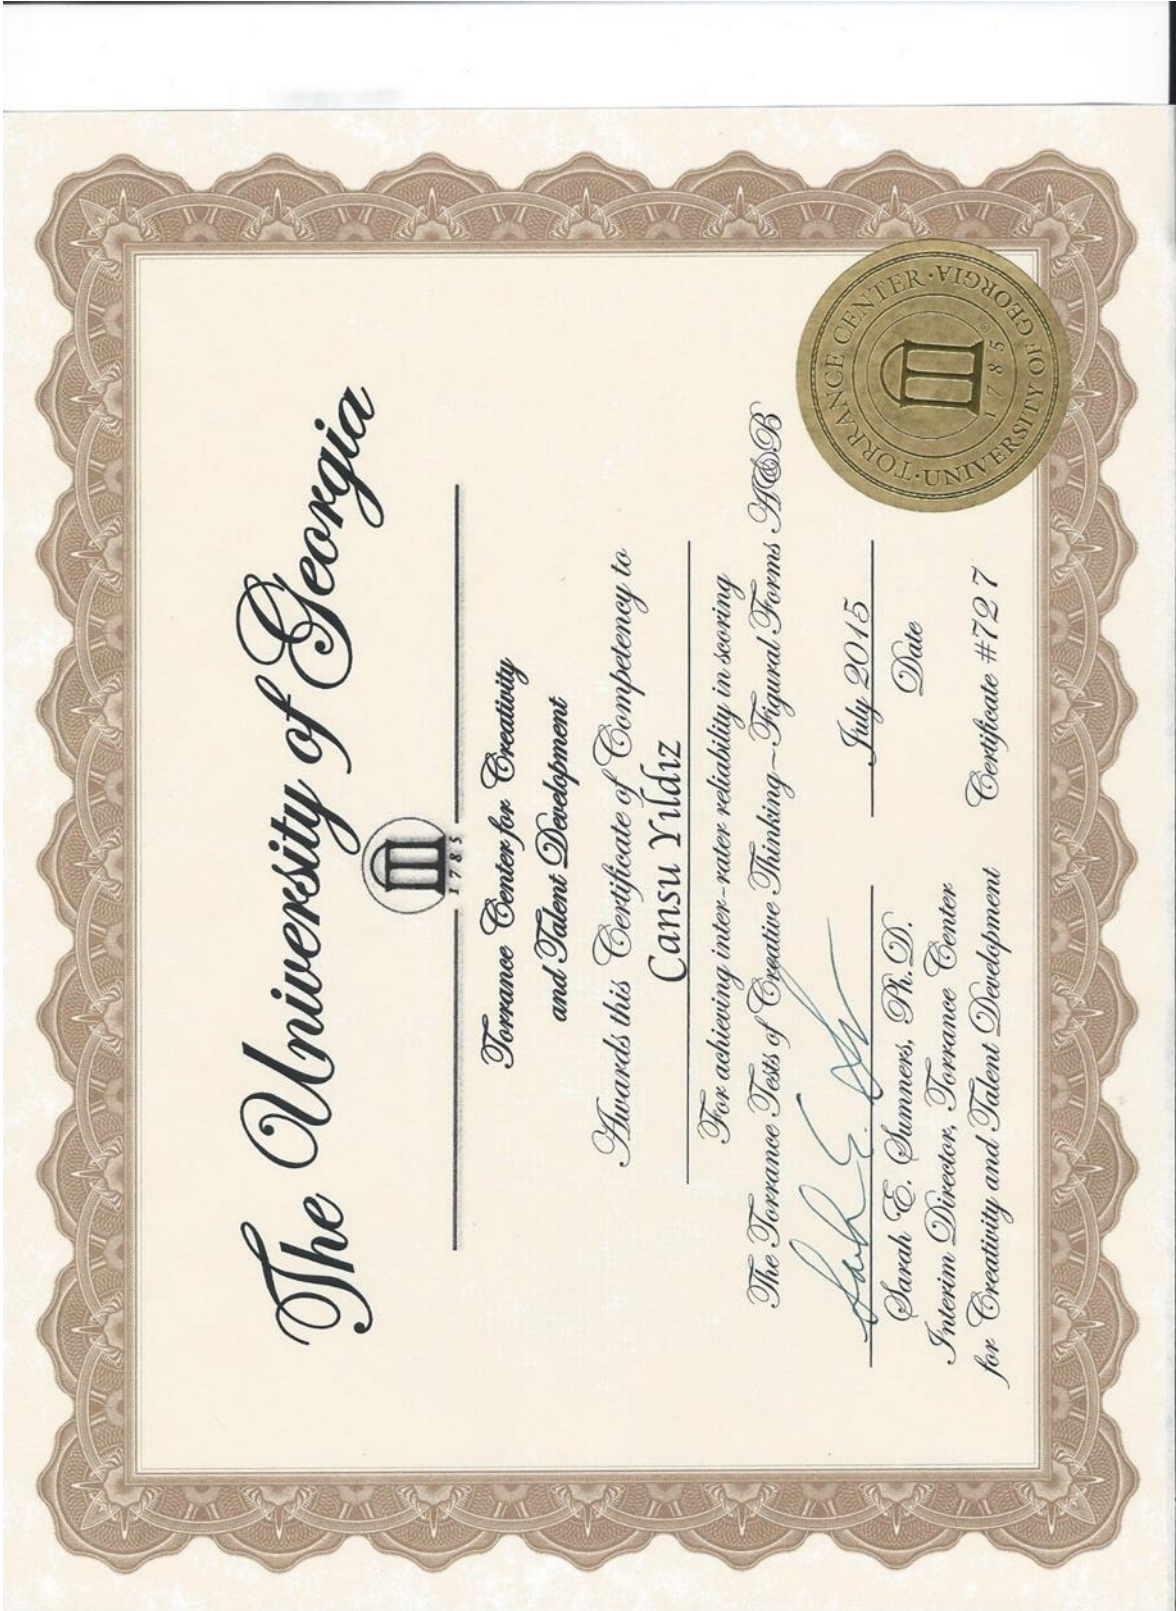 The University of Georgia
1785
Torrance Center for Creativity
and Talent Development
Awards this Certificate of Competency to
Cansu Yıldız
For achieving inter-rater reliability in scoring
The Torrance Tests of Creative Thinking~Figural Forms A&B
Sarah E. Summers, Ph.D.
Interim Director, Torrance Center
for Creativity and Talent Development
July 2015
Date
Certificate #727
TORRANCE CENTER · UNIVERSITY OF GEORGIA ·
1785®